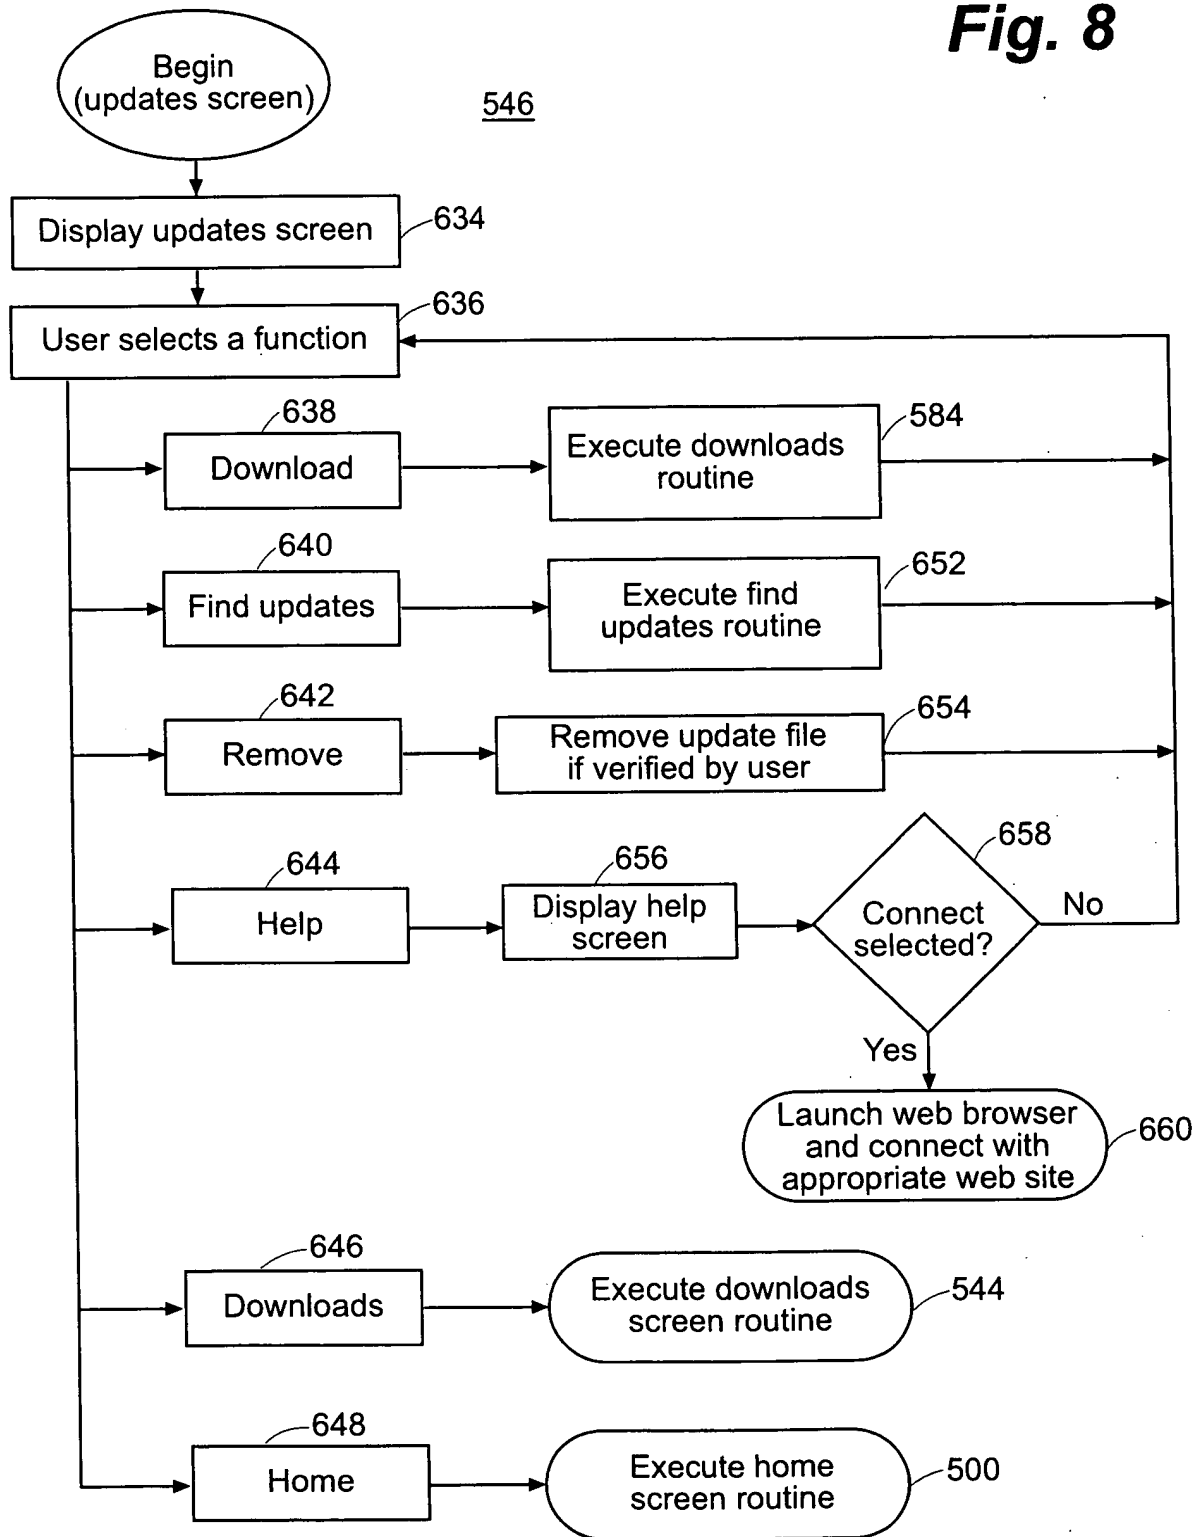 Fig. 8
Begin
(updates screen)
546
Display updates screen
634
User selects a function
636
638
Download
Execute downloads
routine
584
640
Find updates
Execute find
updates routine
652
642
Remove
Remove update file
if verified by user
654
644
Help
656
Display help
screen
Connect
selected?
658
No
Yes
Launch web browser
and connect with
appropriate web site
660
646
Downloads
Execute downloads
screen routine
544
648
Home
Execute home
screen routine
500